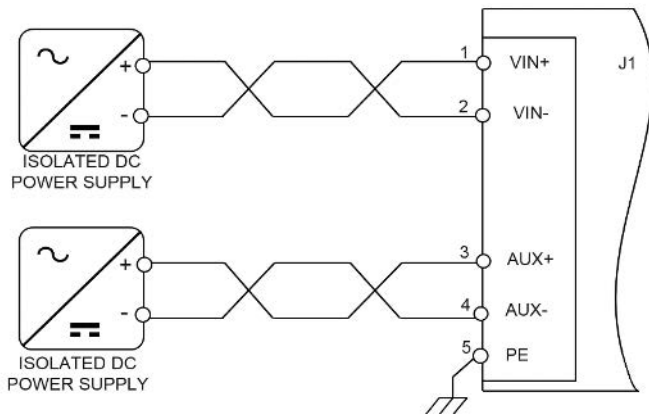 +
-
ISOLATED DC
POWER SUPPLY
1
VIN+
J1
2
VIN-
+
-
ISOLATED DC
POWER SUPPLY
3
AUX+
4
AUX-
5
PE